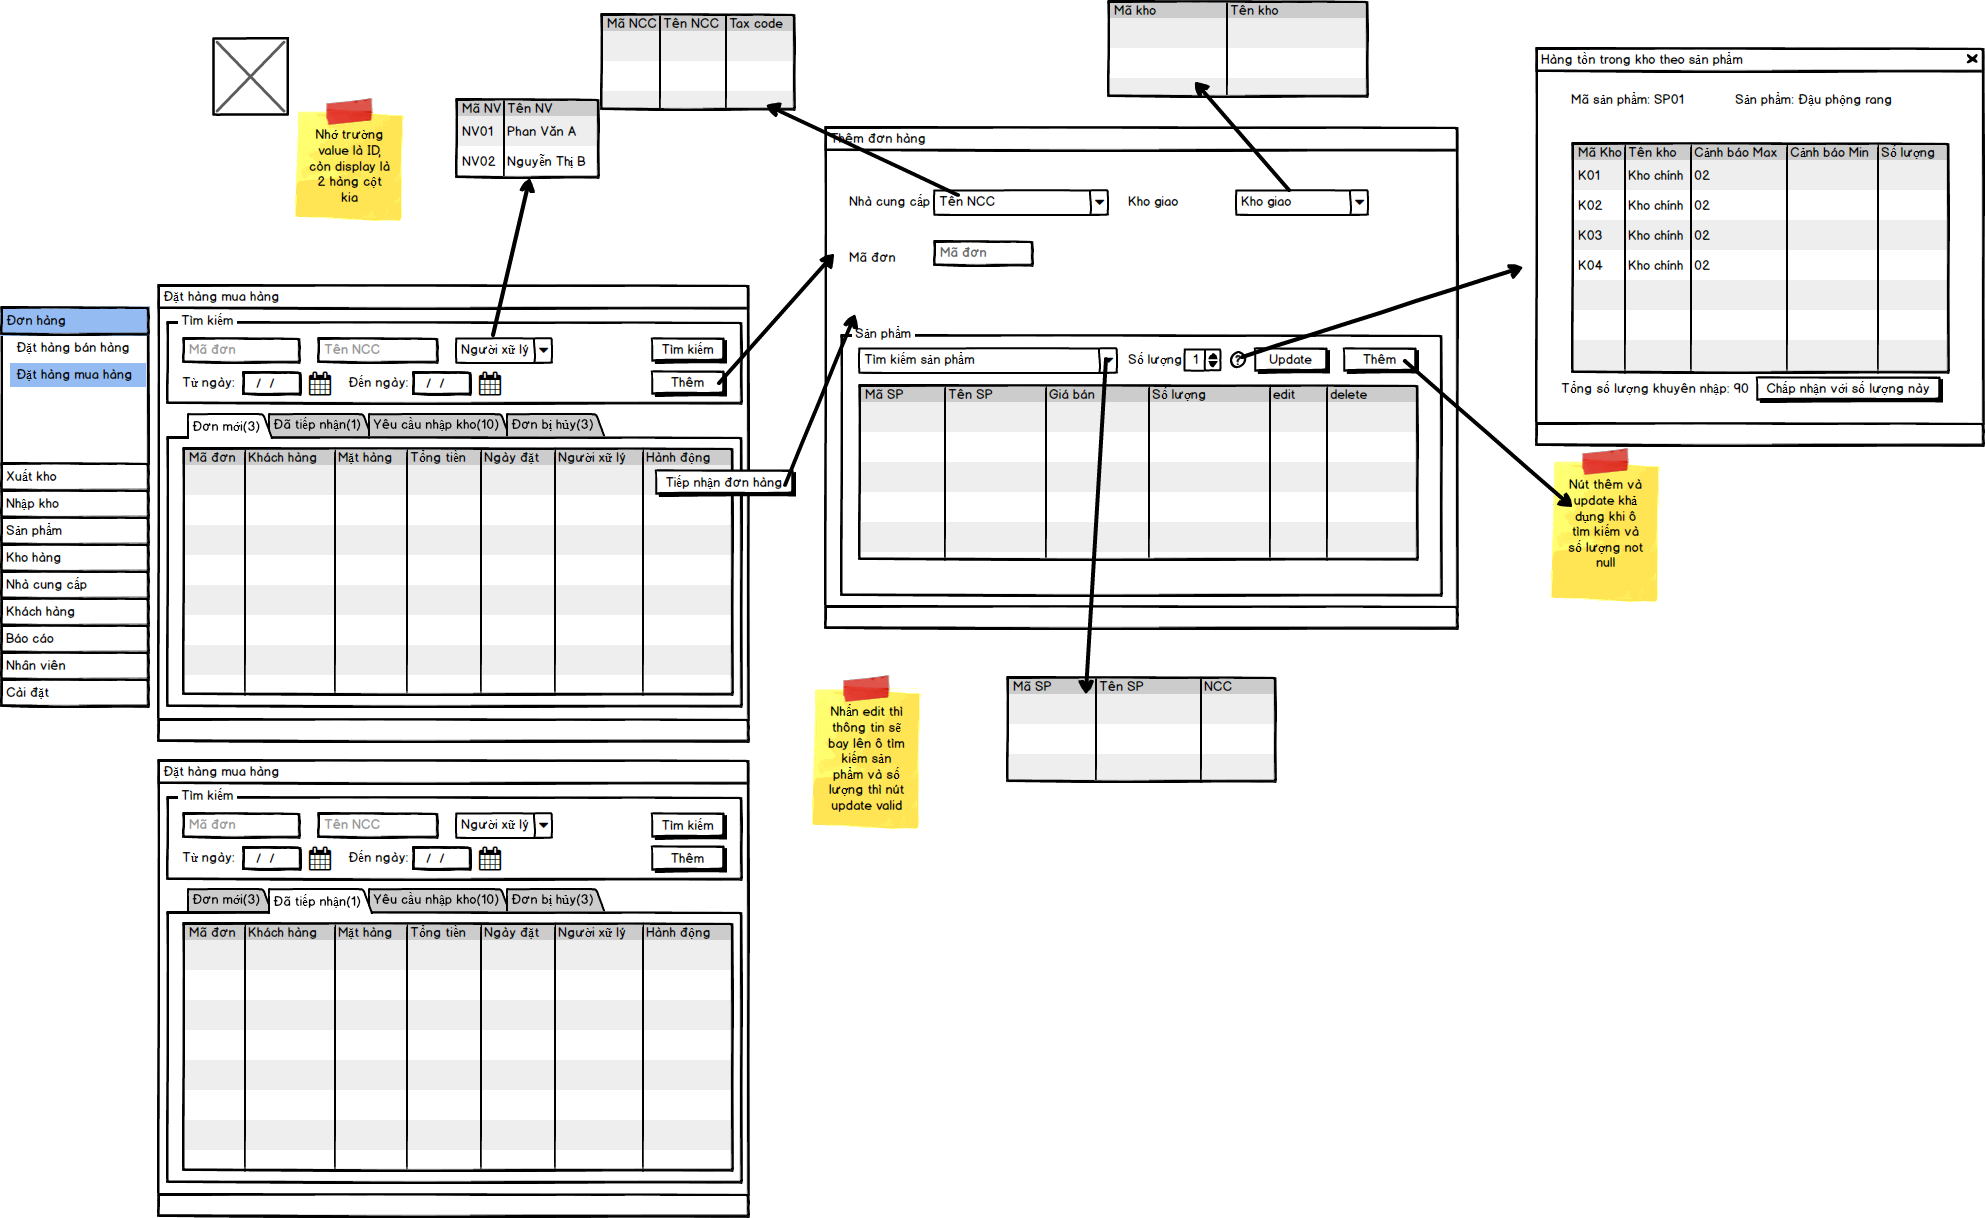 Mã NCC Tên NCC Tax code
Mã kho Tên kho
Nhớ trường
value là ID,
còn display là
2 hàng cột
kia
Mã NV Tên NV
NV01 Phan Văn A
NV02 Nguyễn Thị B
Hàng tồn trong kho theo sản phẩm
Mã sản phẩm: SP01 Sản phẩm: Đậu phộng rang
Mã Kho Tên kho Cảnh báo Max Cảnh báo Min Số lượng
K01 Kho chính 02
K02 Kho chính 02
K03 Kho chính 02
K04 Kho chính 02
Tổng số lượng khuyên nhập: 90 Chấp nhận với số lượng này
Thêm đơn hàng
Nhà cung cấp Tên NCC Kho giao Kho giao
Mã đơn Mã đơn
Sản phẩm
Tìm kiếm sản phẩm Số lượng 1 ? Update Thêm
Mã SP Tên SP Giá bán Số lượng edit delete
Nút thêm và
update khả
dụng khi ô
tìm kiếm và
số lượng not
null
Đơn hàng
Đặt hàng bán hàng
Đặt hàng mua hàng
Xuất kho
Nhập kho
Sản phẩm
Kho hàng
Nhà cung cấp
Khách hàng
Báo cáo
Nhân viên
Cài đặt
Đặt hàng mua hàng
Tìm kiếm
Mã đơn Tên NCC Người xữ lý Tìm kiếm
Từ ngày: / / Đến ngày: / / Thêm
Đơn mới(3) Đã tiếp nhận(1) Yêu cầu nhập kho(10) Đơn bị hủy(3)
Mã đơn Khách hàng Mặt hàng Tổng tiền Ngày đặt Người xữ lý Hành động
Tiếp nhận đơn hàng
Mã SP Tên SP NCC
Nhấn edit thì
thông tin sẽ
bay lên ô tìm
kiếm sản
phẩm và số
lượng thì nút
update valid
Đặt hàng mua hàng
Tìm kiếm
Mã đơn Tên NCC Người xữ lý Tìm kiếm
Từ ngày: / / Đến ngày: / / Thêm
Đơn mới(3) Đã tiếp nhận(1) Yêu cầu nhập kho(10) Đơn bị hủy(3)
Mã đơn Khách hàng Mặt hàng Tổng tiền Ngày đặt Người xữ lý Hành động